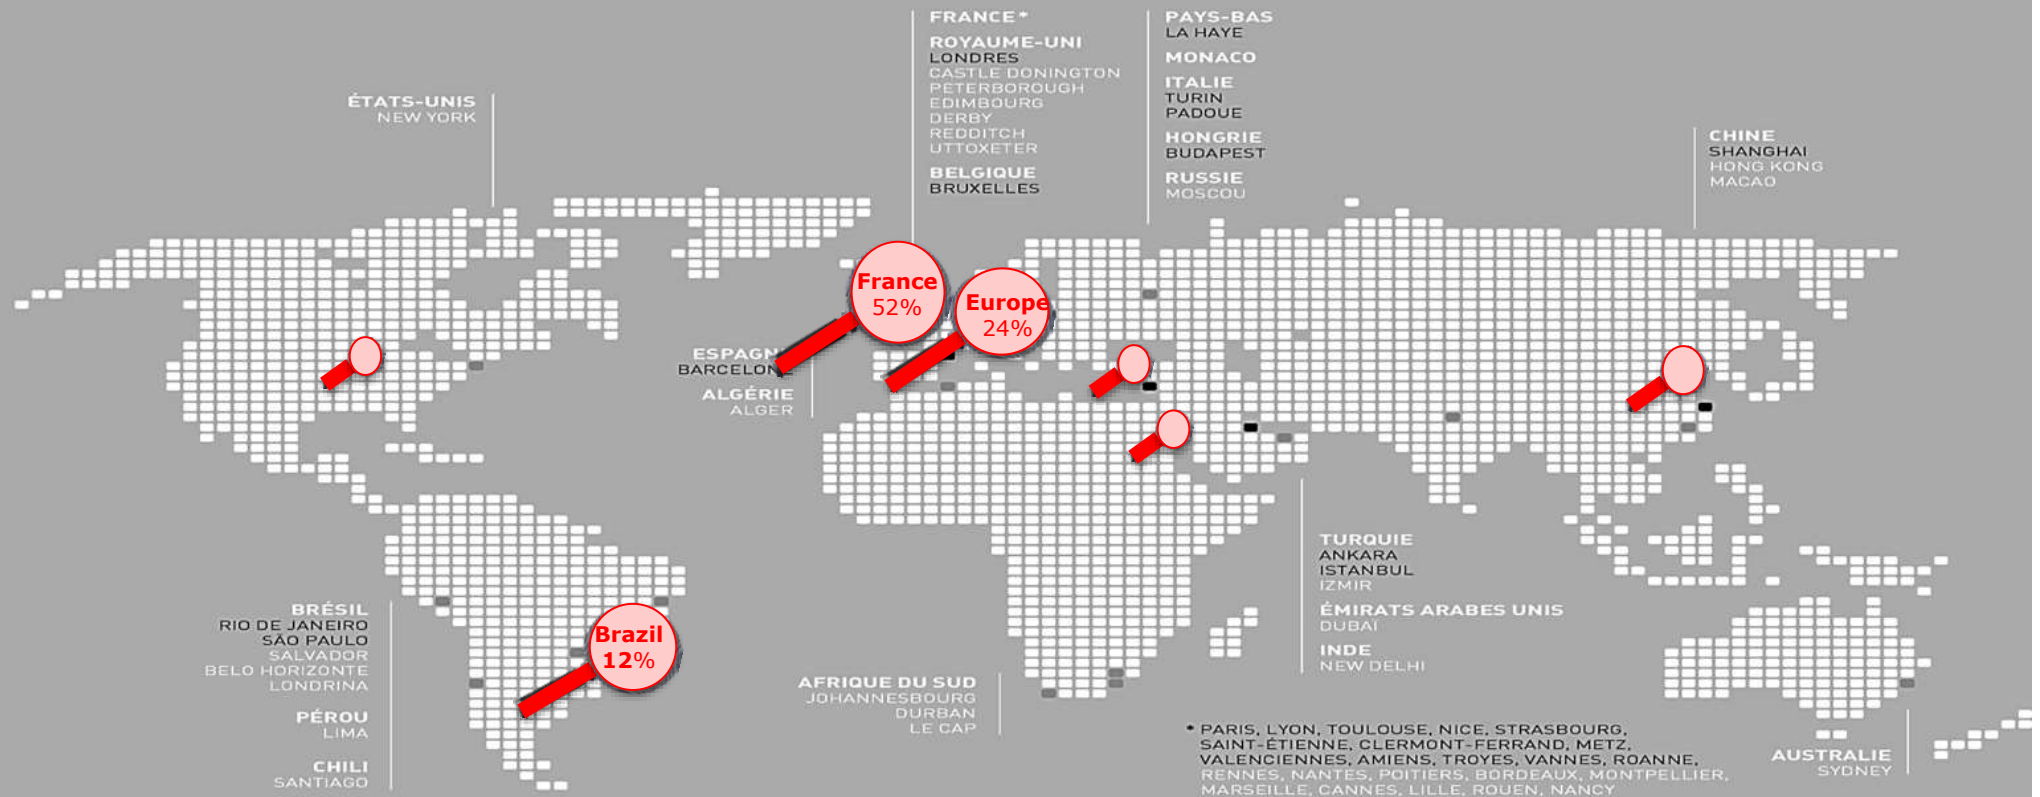 FRANCE*
ROYAUME-UNI
LONDRES
CASTLE DONINGTON
PETERBOROUGH
EDIMBOURG
DERBY
REDDITCH
UTTOXETER
BELGIQUE
BRUXELLES
PAYS-BAS
LA HAYE
MONACO
ITALIE
TURIN
PADOUE
HONGRIE
BUDAPEST
RUSSIE
MOSCOU
ÉTATS-UNIS
NEW YORK
CHINE
SHANGHAI
HONG KONG
MACAO
France
52%
Europe
24%
ESPAGN
BARCELONE
ALGÉRIE
ALGER
TURQUIE
ANKARA
ISTANBUL
IZMIR
ÉMIRATS ARABES UNIS
DUBAÏ
INDE
NEW DELHI
BRÉSIL
RIO DE JANEIRO
SÃO PAULO
SALVADOR
BELO HORIZONTE
LONDRINA
PÉROU
LIMA
CHILI
SANTIAGO
Brazil
12%
AFRIQUE DU SUD
JOHANNESBOURG
DURBAN
LE CAP
* PARIS, LYON, TOULOUSE, NICE, STRASBOURG,
SAINT-ÉTIENNE, CLERMONT-FERRAND, METZ,
VALENCIENNES, AMIENS, TROYES, VANNES, ROANNE,
RENNES, NANTES, POITIERS, BORDEAUX, MONTPELLIER,
MARSEILLE, CANNES, LILLE, ROUEN, NANCY
AUSTRALIE
SYDNEY